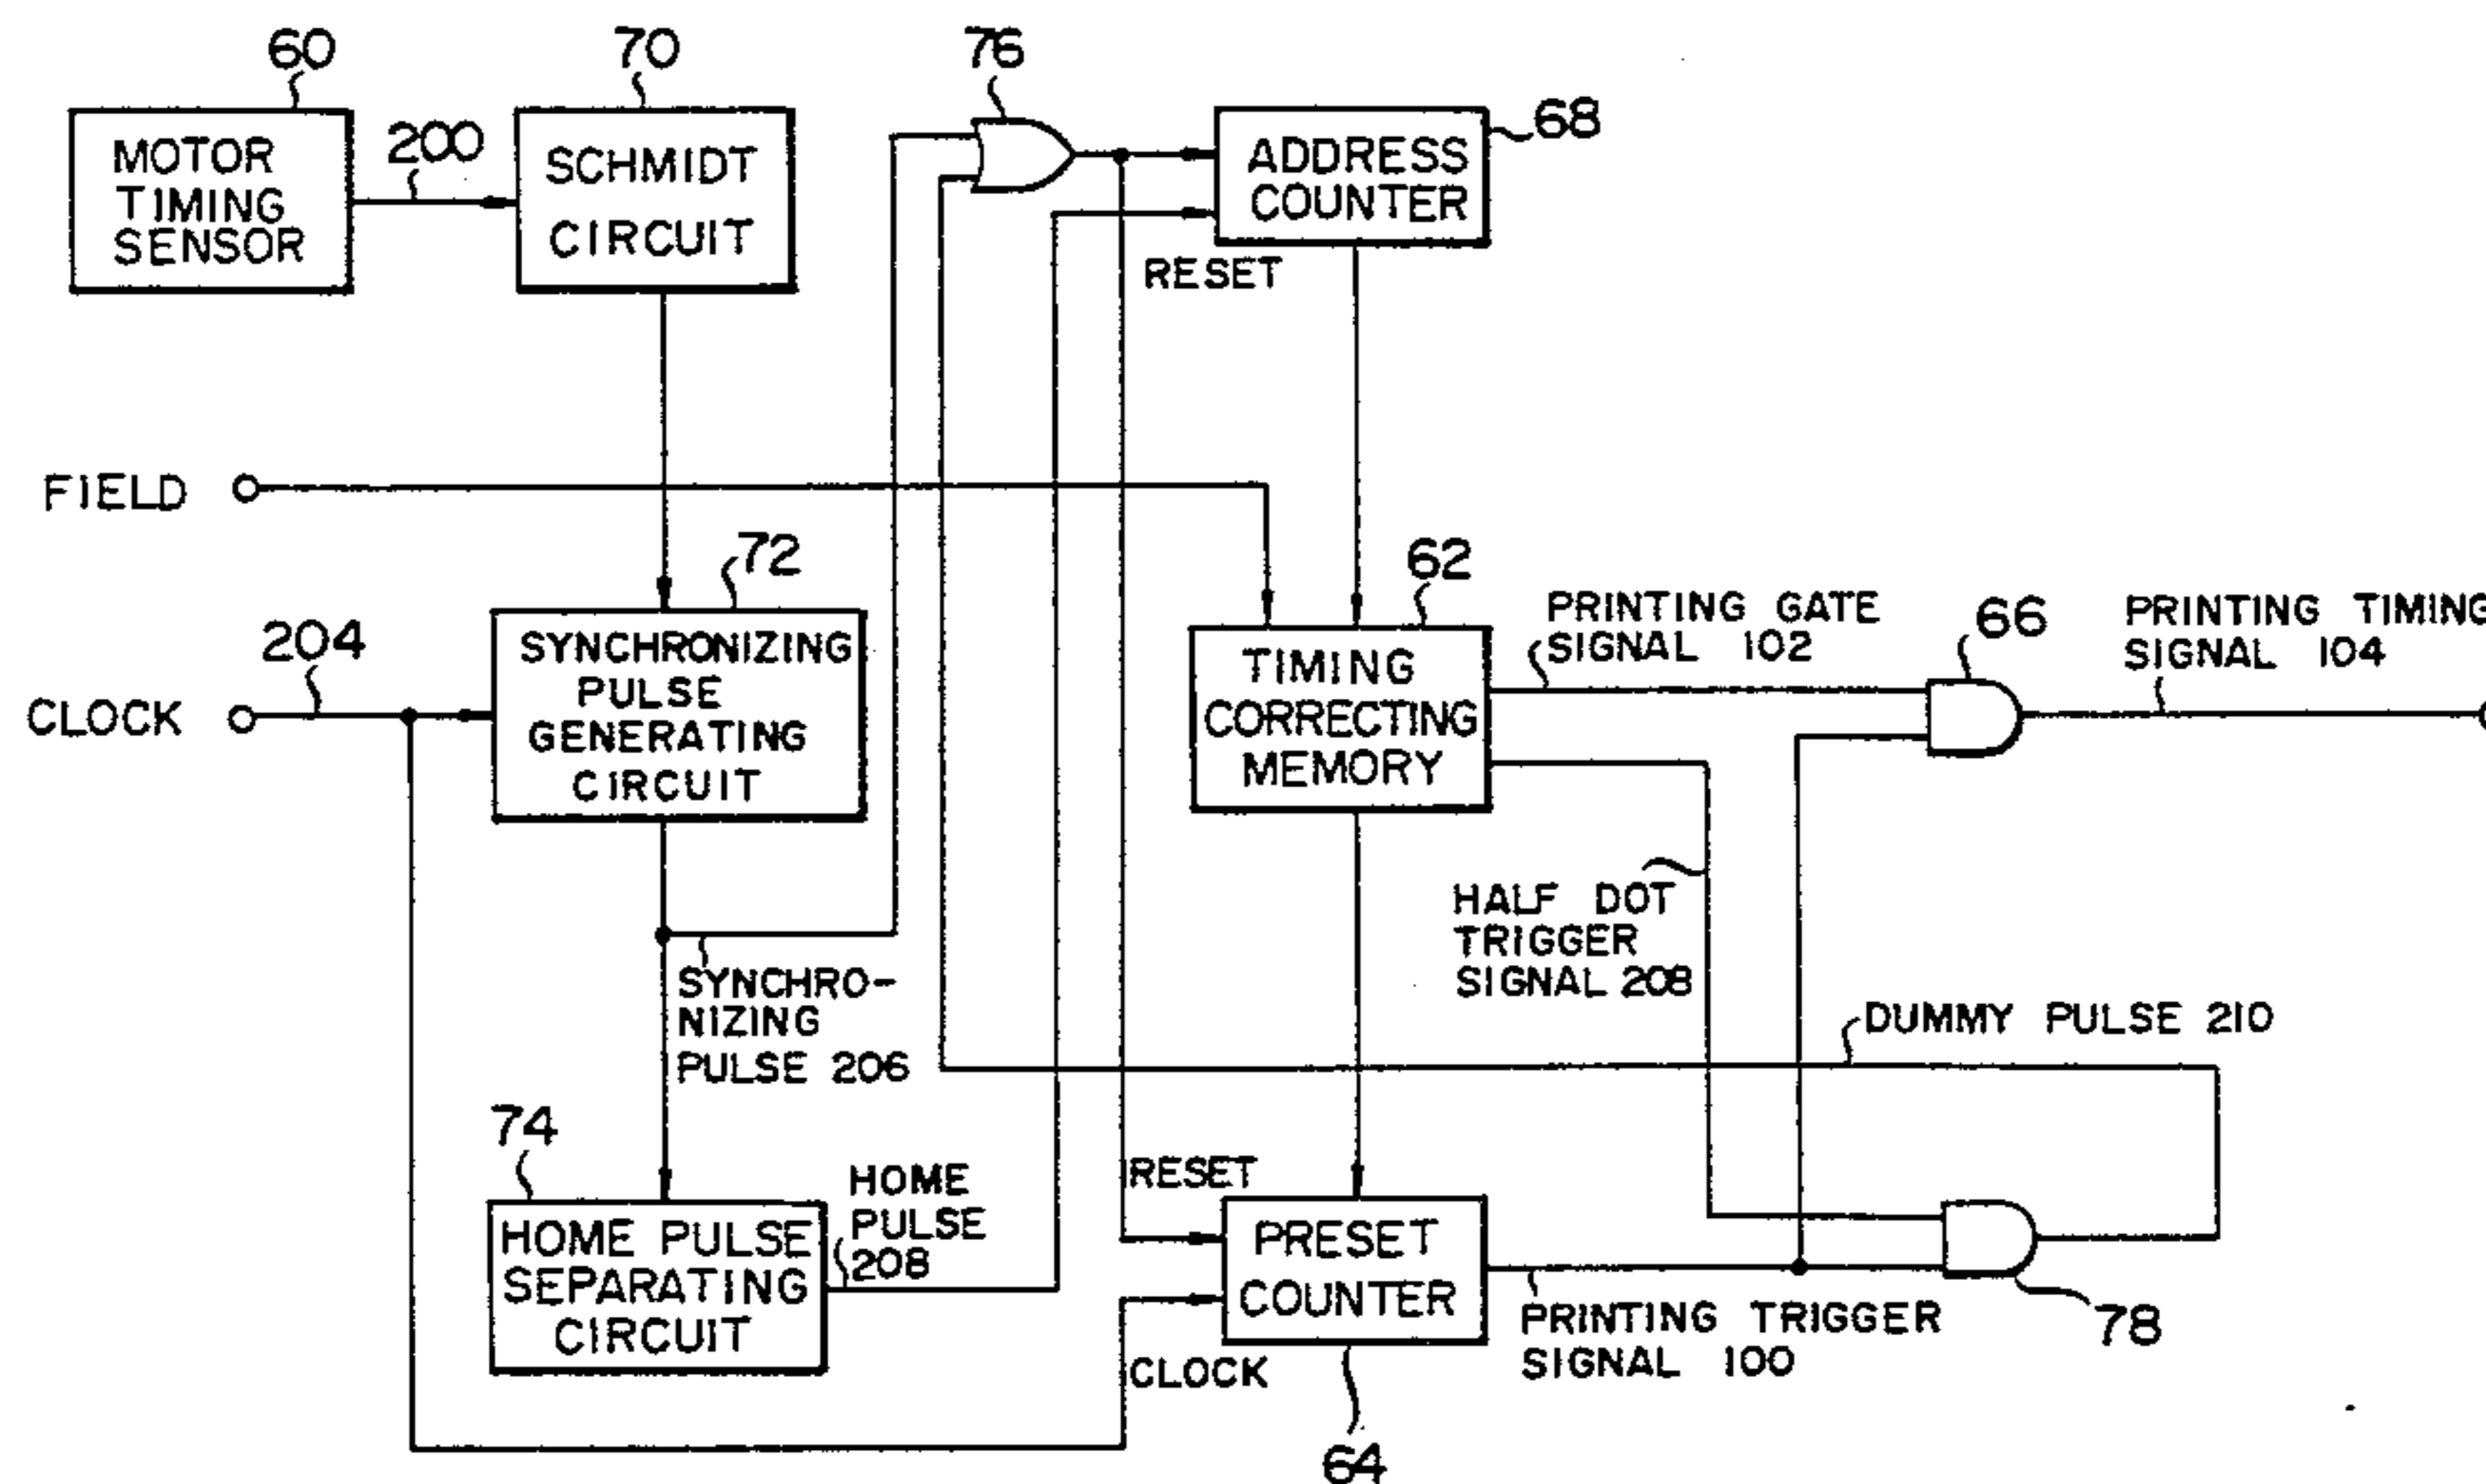 60
70
76
68
MOTOR
TIMING
SENSOR
200
SCHMIDT
CIRCUIT
ADDRESS
COUNTER
RESET
FIELD
72
62
204
CLOCK
SYNCHRONIZING
PULSE
GENERATING
CIRCUIT
TIMING
CORRECTING
MEMORY
PRINTING GATE
SIGNAL 102
66
PRINTING TIMING
SIGNAL 104
HALF DOT
TRIGGER
SIGNAL 208
SYNCHRO-
NIZING
PULSE 206
DUMMY PULSE 210
74
HOME PULSE
SEPARATING
CIRCUIT
HOME
PULSE
208
RESET
PRESET
COUNTER
CLOCK
PRINTING TRIGGER
SIGNAL 100
78
64